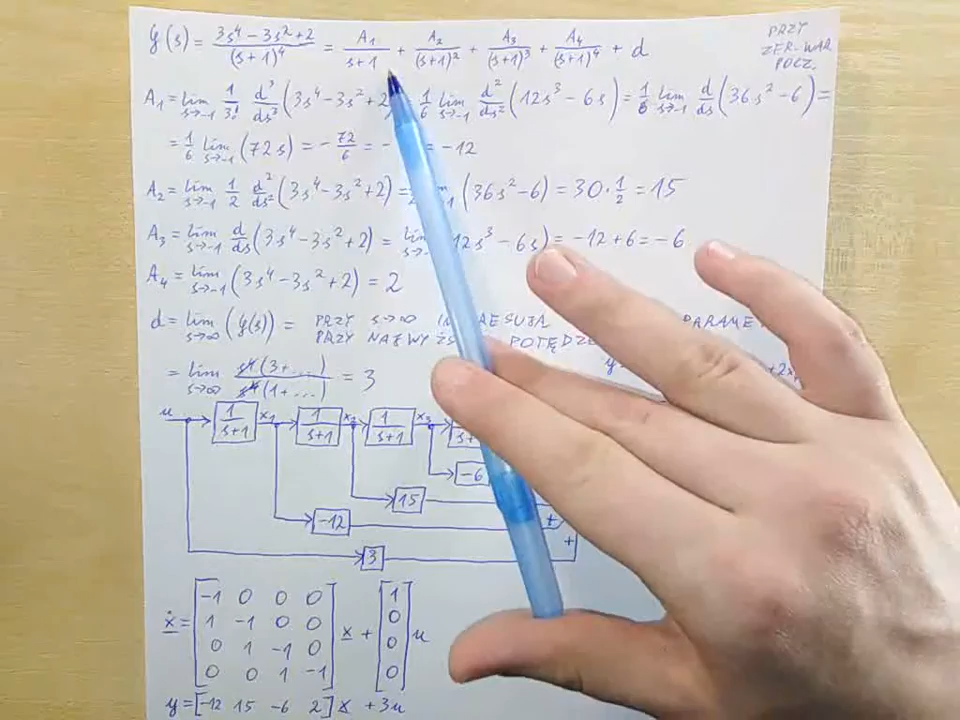 g(s) = (3s⁴ - 3s² + 2)/(s+1)⁴ = A₁/(s+1) + A₂/(s+1)² + A₃/(s+1)³ + A₄/(s+1)⁴ + d
PRZY
ZER. WAR
POCZ.
A₁ = lim s→-1 1/3! d³/ds³ (3s⁴ - 3s² + 2) 1/6 lim s→-1 d²/ds² (12s³ - 6s) = 1/6 lim s→-1 d/ds (36s² - 6) =
= 1/6 lim s→-1 (72s) = -72/6 = - = -12
A₂ = lim s→-1 1/2 d²/ds² (3s⁴ - 3s² + 2) = (36s² - 6) = 30 · 1/2 = 15
A₃ = lim s→-1 d/ds (3s⁴ - 3s² + 2) = lim s→-1 12s³ - 6s) = -12 + 6 = -6
A₄ = lim s→-1 (3s⁴ - 3s² + 2) = 2
d = lim s→∞ (g(s)) = PRZY s→∞
PRZY
= lim s→∞ s⁴(3+...)/s⁴(1+...) = 3
u 1/(s+1) x₁ 1/(s+1) x₂ 1/(s+1) x₃
-6
15
-12 +
3 +
ẋ = [-1 0 0 0
1 -1 0 0
0 1 -1 0
0 0 1 -1] x + [1 0 0 0] u
y = [-12 15 -6 2] x + 3u